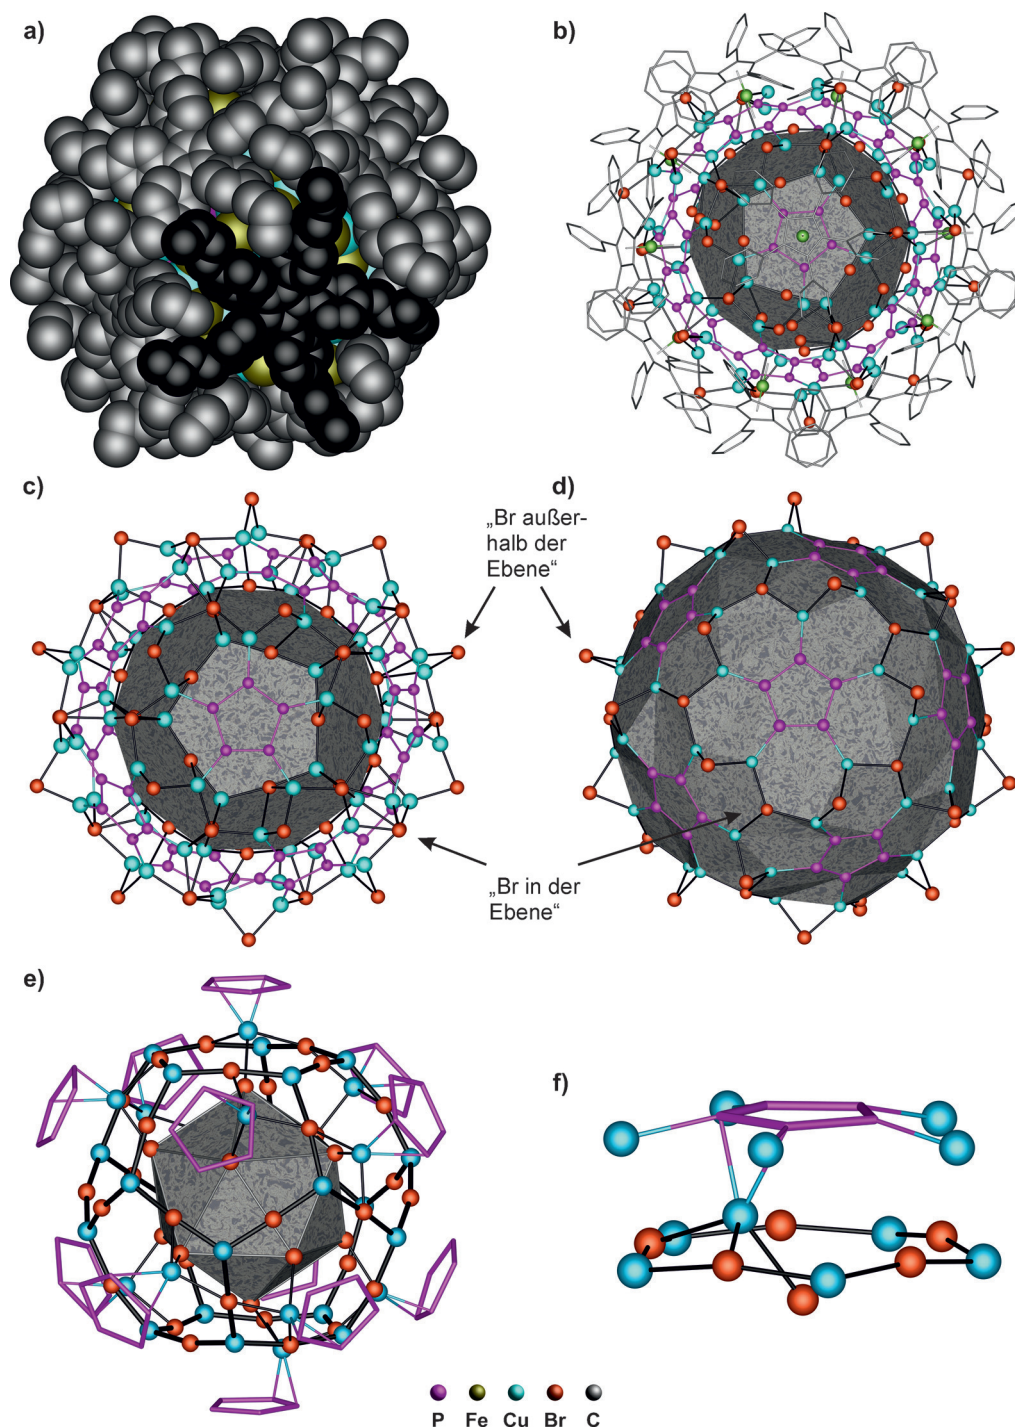 a)
b)
c)
d)
„Br außer-
halb der
Ebene“
„Br in der
Ebene“
e)
f)
P Fe Cu Br C